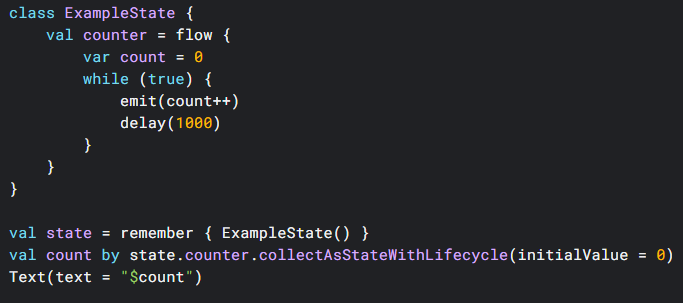 class ExampleState {
    val counter = flow {
        var count = 0
        while (true) {
            emit(count++)
            delay(1000)
        }
    }
}

val state = remember { ExampleState() }
val count by state.counter.collectAsStateWithLifecycle(initialValue = 0)
Text(text = "$count")